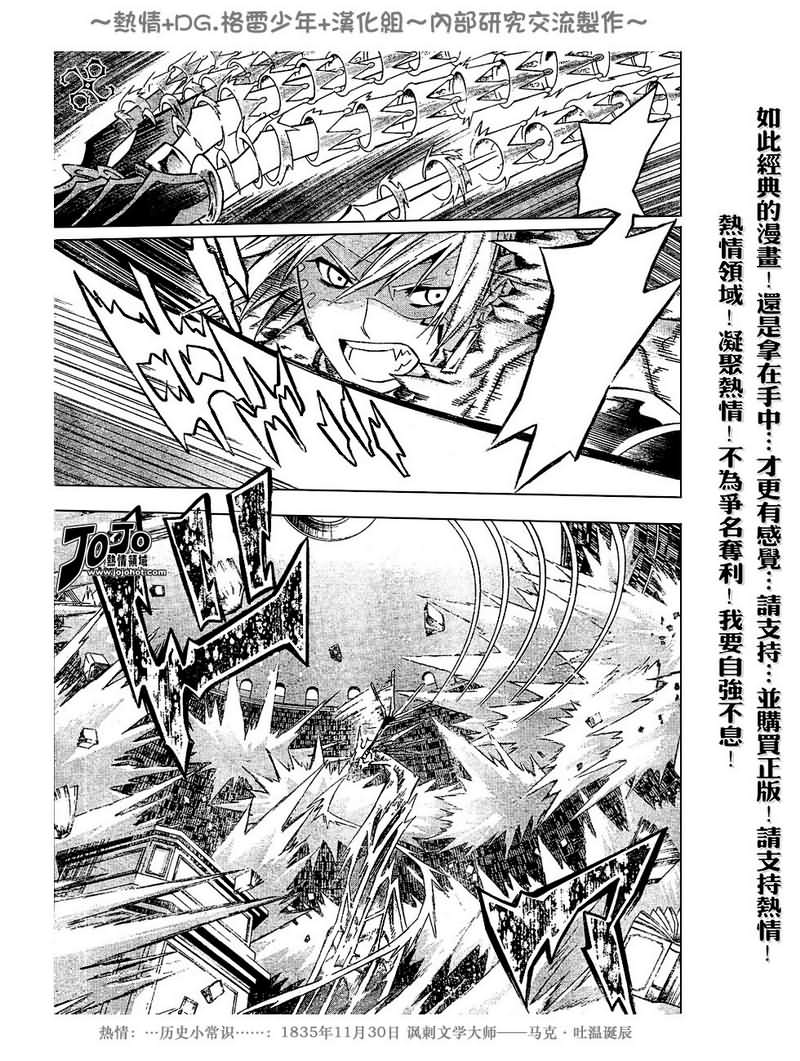 ～熱情+DG.格雷少年+漢化組～內部研究交流製作～
如此經典的漫畫！還是拿在手中…才更有感覺…請支持…並購買正版！請支持熱情！
熱情領域！凝聚熱情！不為爭名奪利！我要自強不息！
JOJO
熱情領域
www.jojohot.com
热情：…历史小常识……：1835年11月30日 讽刺文学大师——马克·吐温诞辰